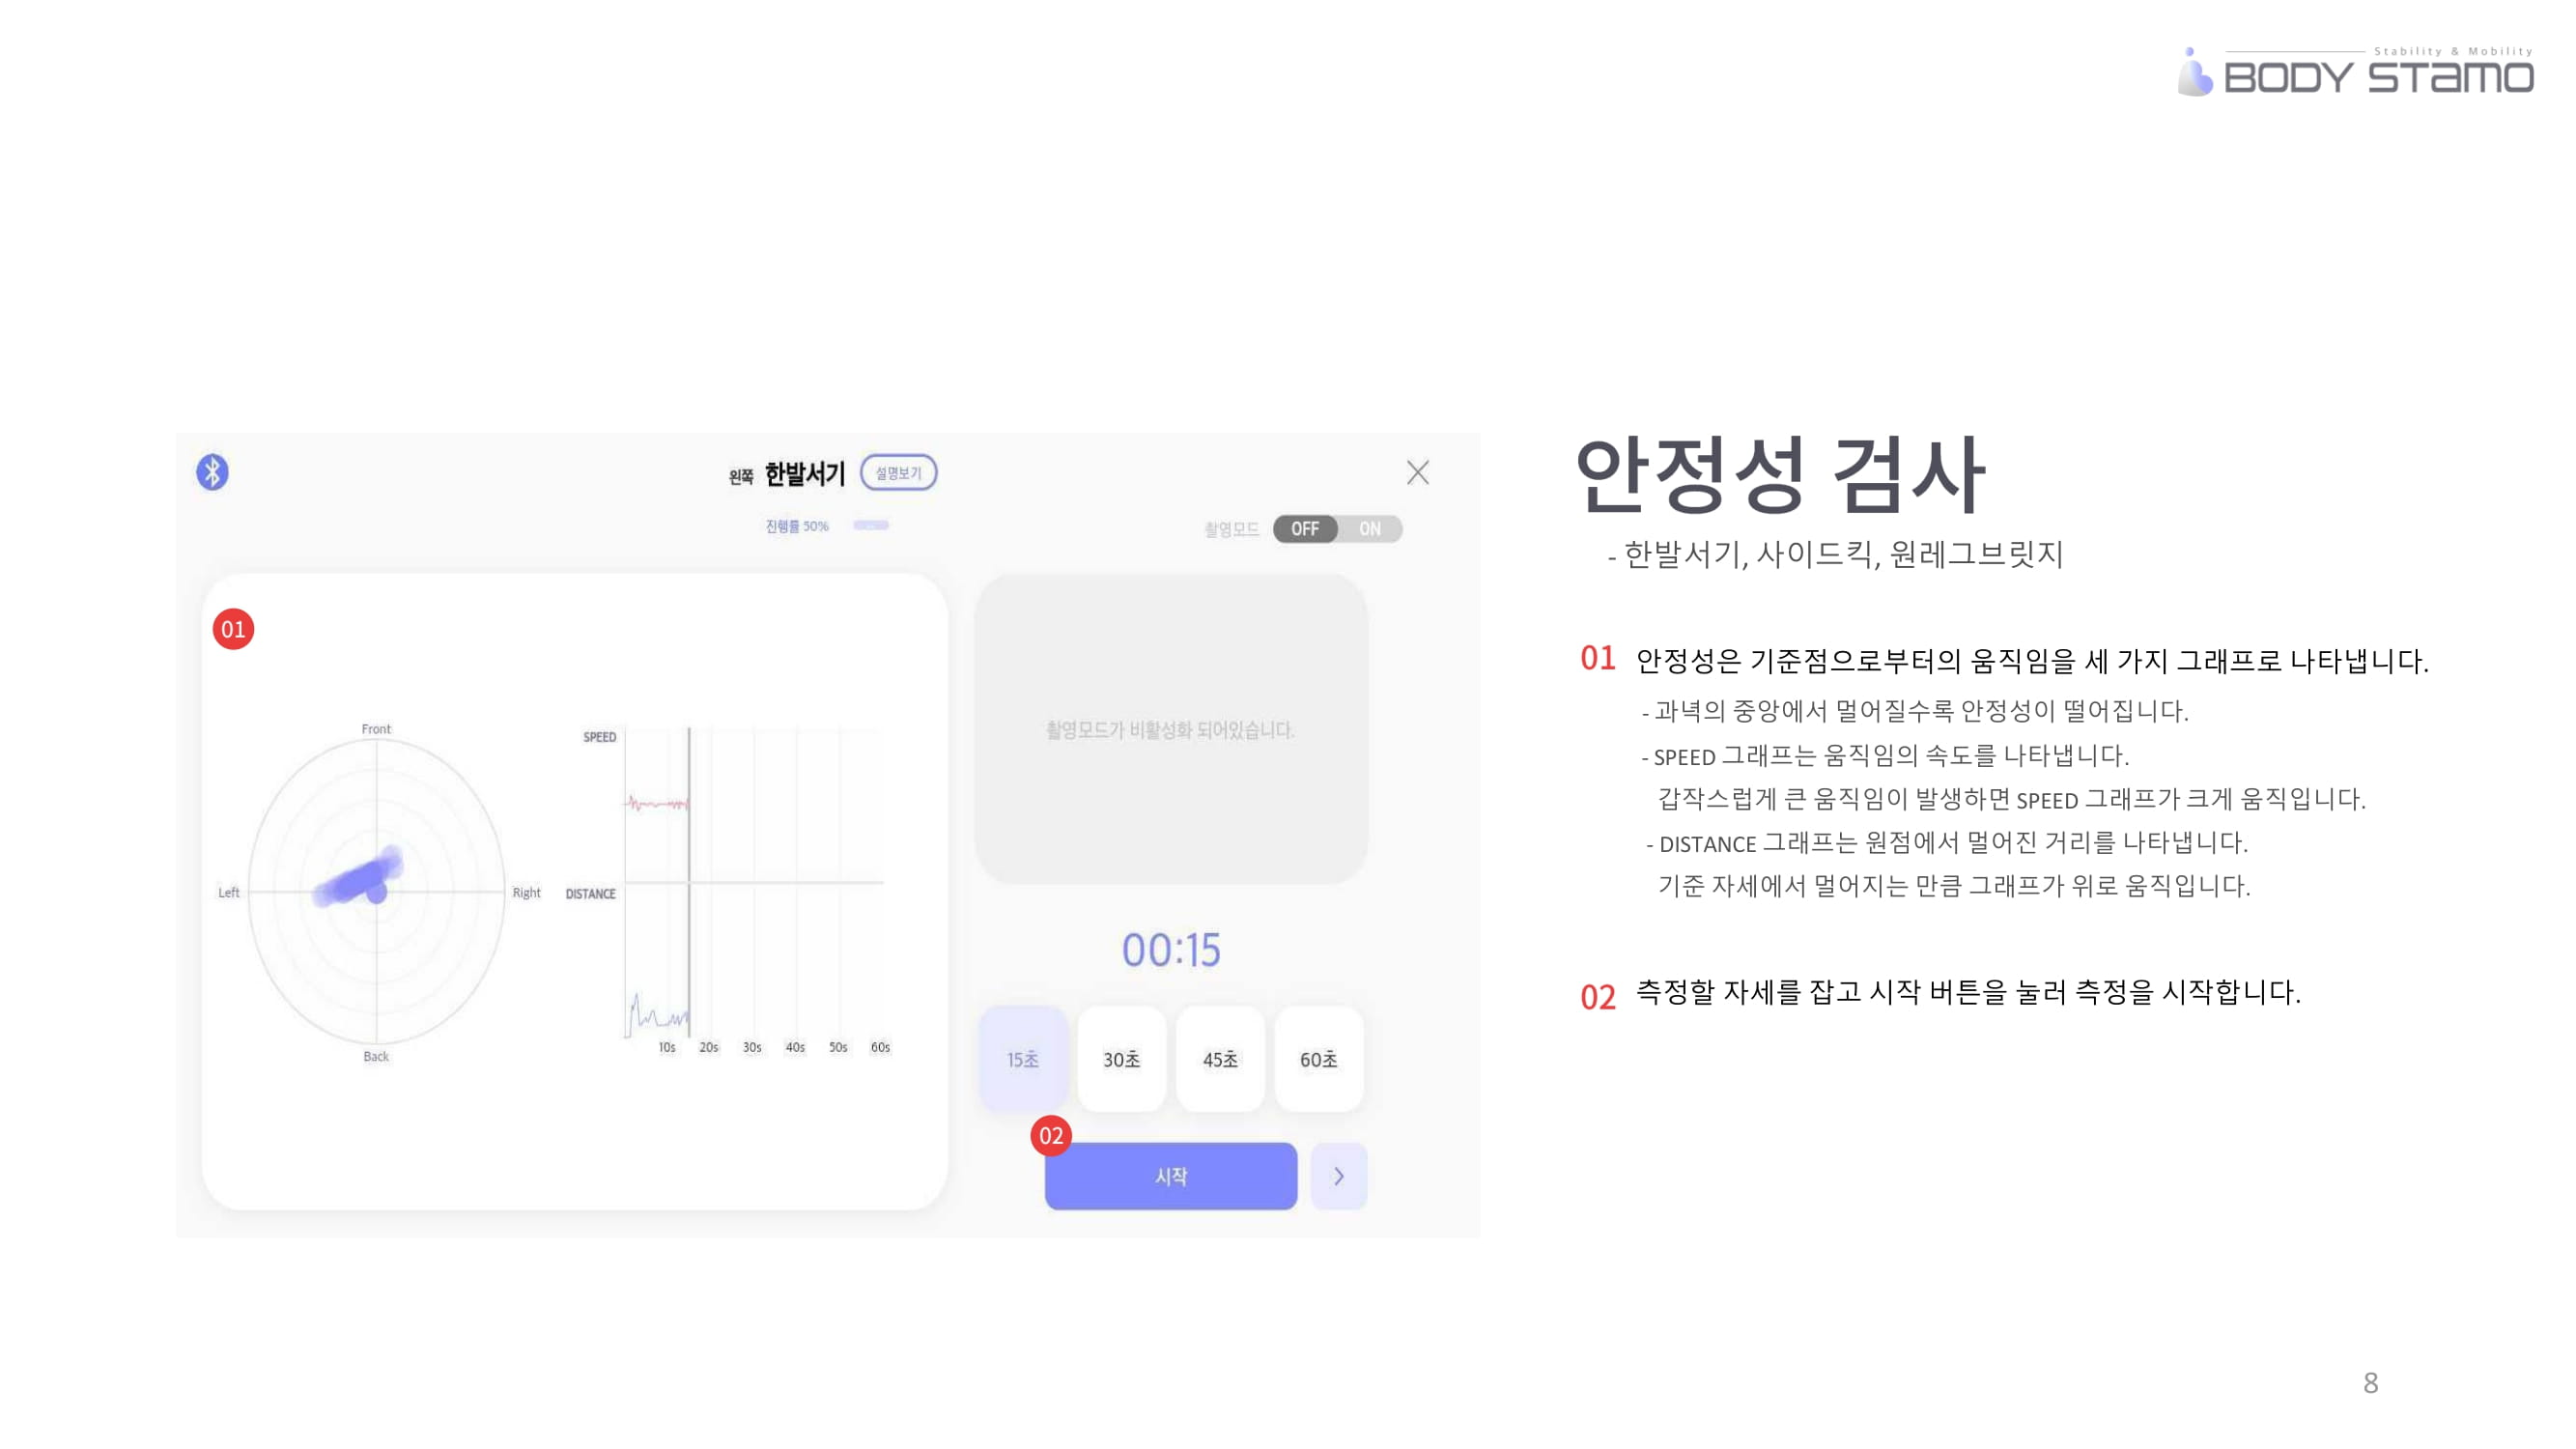 Stability & Mobility
BODY STamo
왼쪽 한발서기 설명보기
진행률 50%
촬영모드 OFF ON
01
Front
Left
Right
Back
SPEED
DISTANCE
10s 20s 30s 40s 50s 60s
촬영모드가 비활성화 되어있습니다.
00:15
15초 30초 45초 60초
02
시작
안정성 검사
- 한발서기, 사이드킥, 원레그브릿지
01 안정성은 기준점으로부터의 움직임을 세 가지 그래프로 나타냅니다.
- 과녁의 중앙에서 멀어질수록 안정성이 떨어집니다.
- SPEED 그래프는 움직임의 속도를 나타냅니다.
갑작스럽게 큰 움직임이 발생하면 SPEED 그래프가 크게 움직입니다.
- DISTANCE 그래프는 원점에서 멀어진 거리를 나타냅니다.
기준 자세에서 멀어지는 만큼 그래프가 위로 움직입니다.
02 측정할 자세를 잡고 시작 버튼을 눌러 측정을 시작합니다.
8